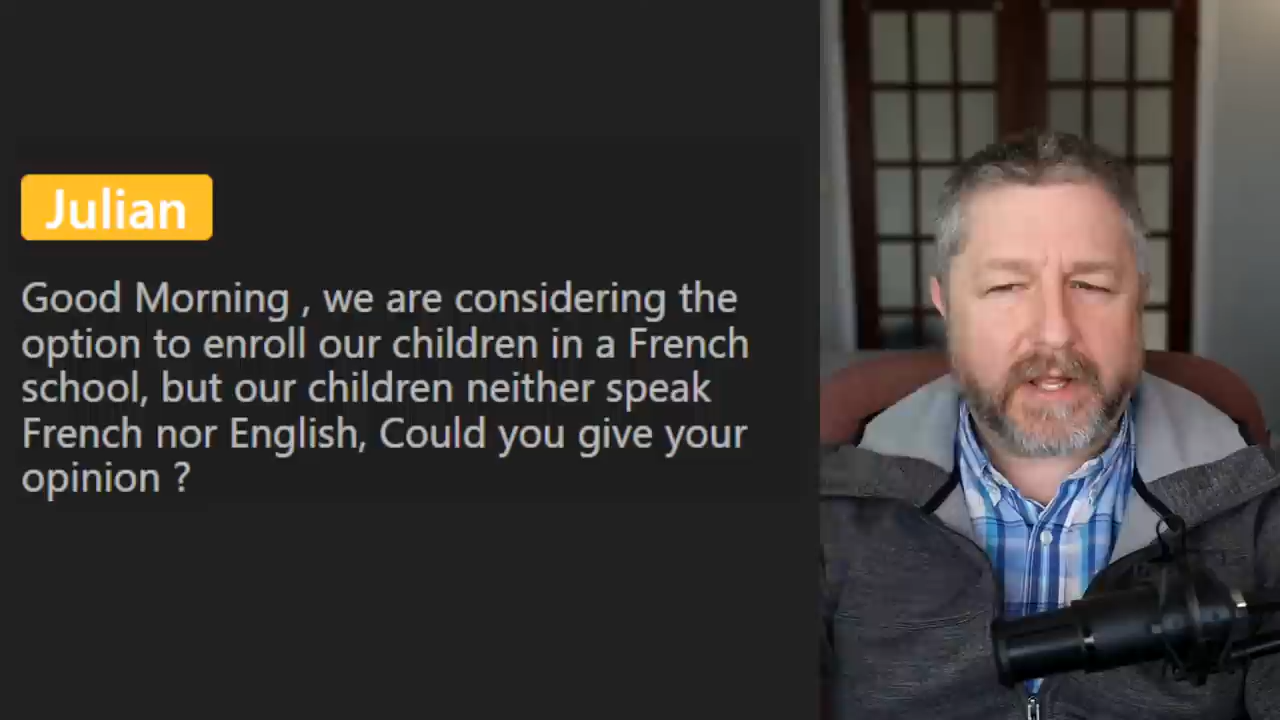 Julian
Good Morning , we are considering the
option to enroll our children in a French
school, but our children neither speak
French nor English, Could you give your
opinion ?